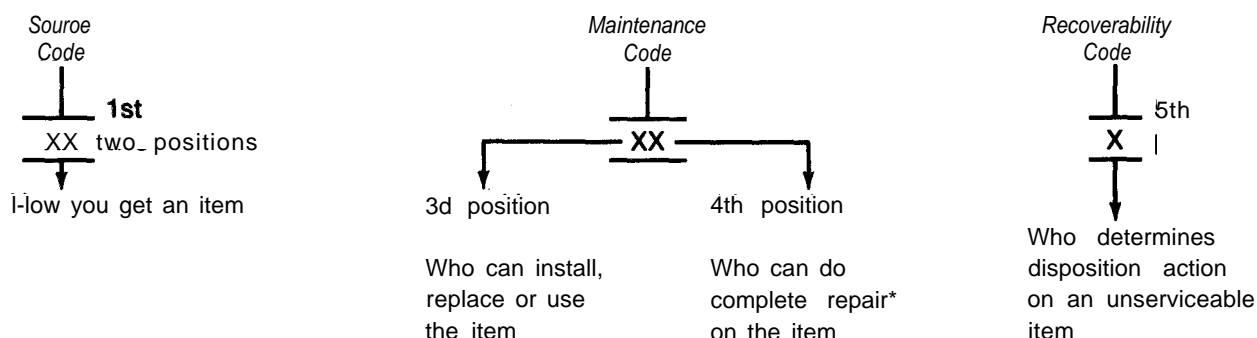 Souroe
Code
1st
XX two_ positions
I-low you get an item
Maintenance
Code
XX
3d position
Who can install,
replace or use
the item
4th position
Who can do
complete repair*
on the item
Recoverability
Code
5th
X
Who determines
disposition action
on an unserviceable
item